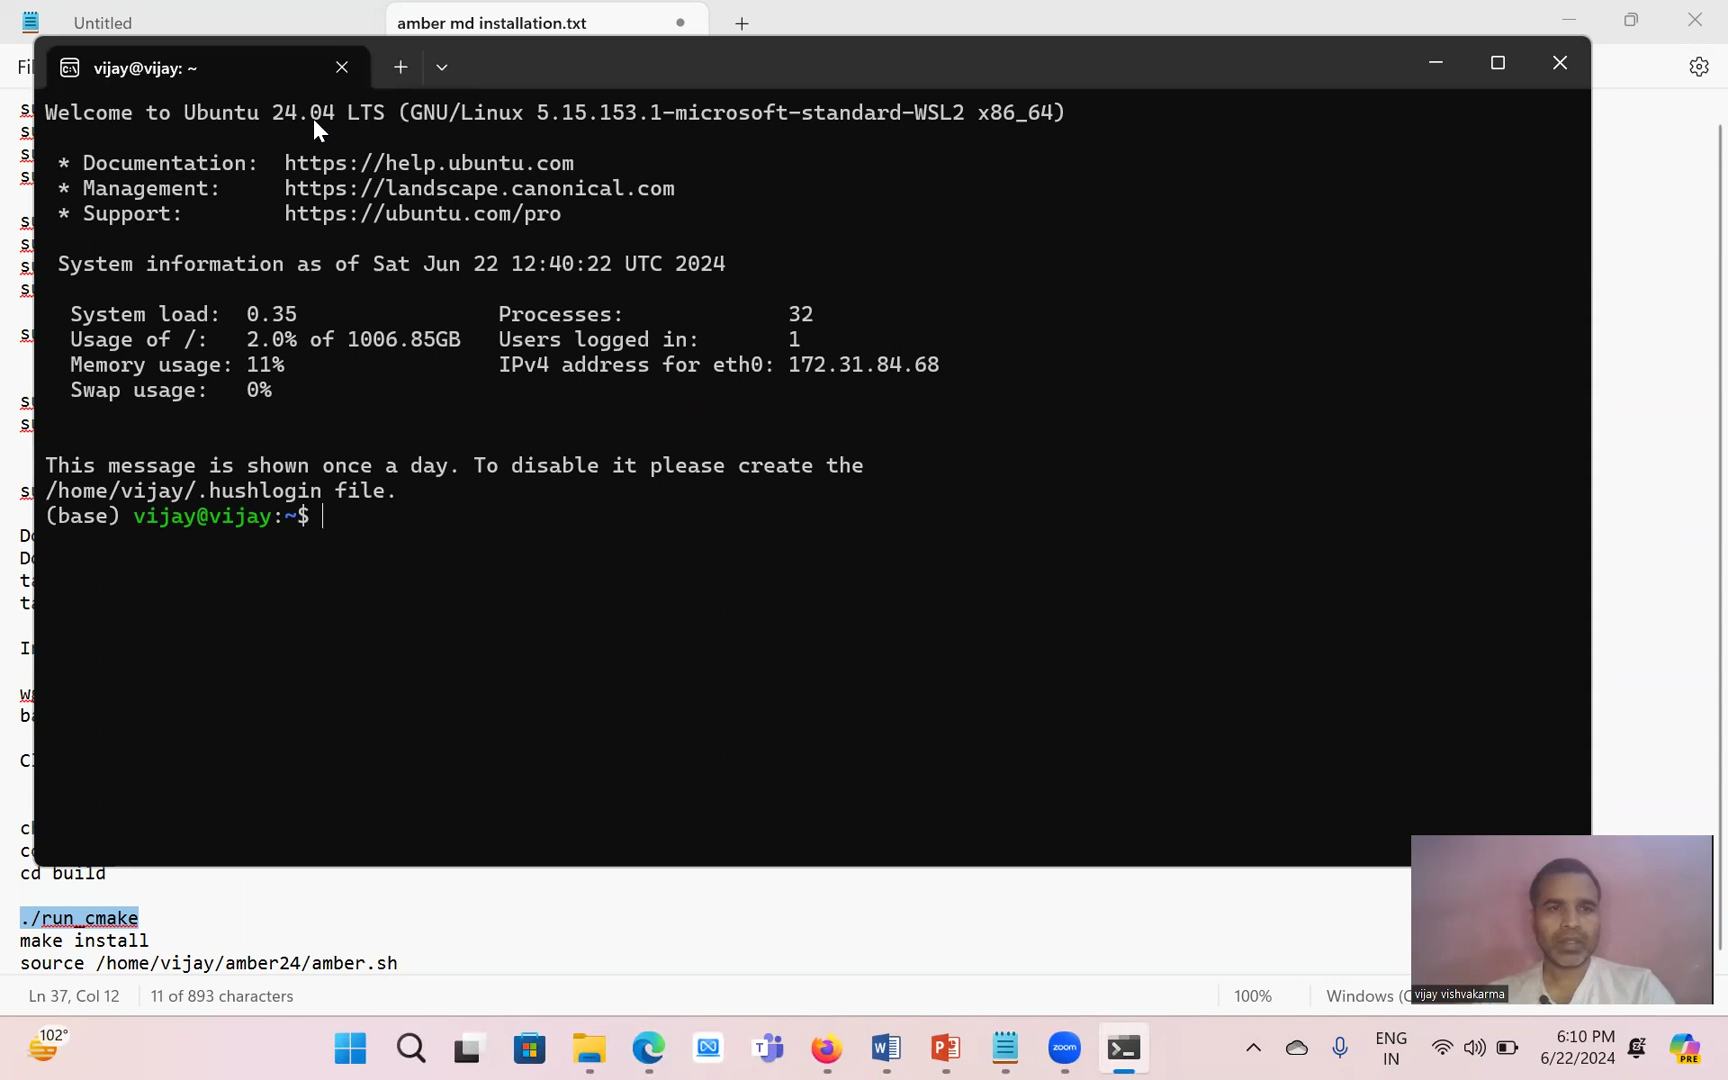 Untitled
amber md installation.txt
vijay@vijay: ~
Welcome to Ubuntu 24.04 LTS (GNU/Linux 5.15.153.1-microsoft-standard-WSL2 x86_64)
* Documentation: https://help.ubuntu.com
* Management: https://landscape.canonical.com
* Support: https://ubuntu.com/pro
System information as of Sat Jun 22 12:40:22 UTC 2024
System load: 0.35 Processes: 32
Usage of /: 2.0% of 1006.85GB Users logged in: 1
Memory usage: 11% IPv4 address for eth0: 172.31.84.68
Swap usage: 0%
This message is shown once a day. To disable it please create the
/home/vijay/.hushlogin file.
(base) vijay@vijay:~$
cd build
./run_cmake
make install
source /home/vijay/amber24/amber.sh
Ln 37, Col 12 11 of 893 characters 100% Windows (C
vijay vishvakarma
102°
zoom
ENG
IN
6:10 PM
6/22/2024
PRE